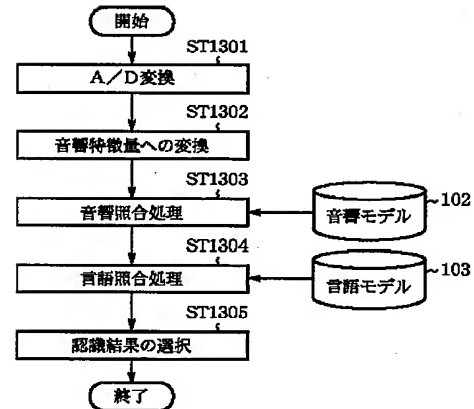 開始
ST1301
A／D変換
ST1302
音響特徴量への変換
ST1303
音響照合処理
音響モデル
102
ST1304
言語照合処理
言語モデル
103
ST1305
認識結果の選択
終了